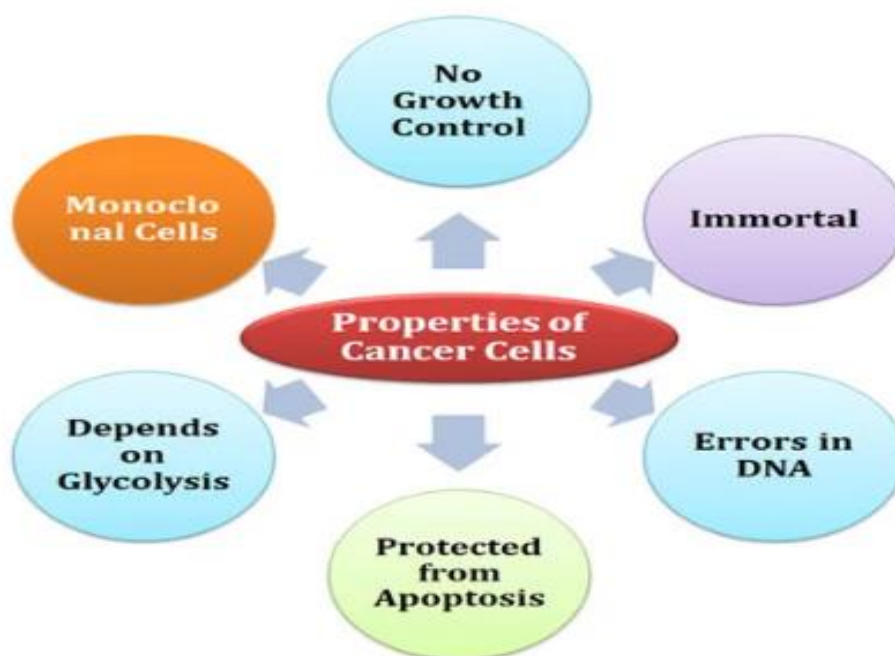 No
Growth
Control
Monoclo
nal Cells
Immortal
Properties of
Cancer Cells
Depends
on
Glycolysis
Errors in
DNA
Protected
from
Apoptosis